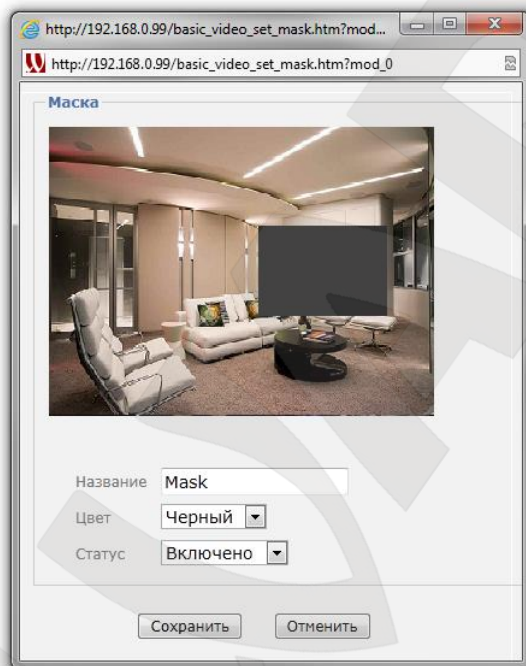 http://192.168.0.99/basic_video_set_mask.htm?mod...
http://192.168.0.99/basic_video_set_mask.htm?mod_0
Маска
Название Mask
Цвет Черный
Статус Включено
Сохранить Отменить